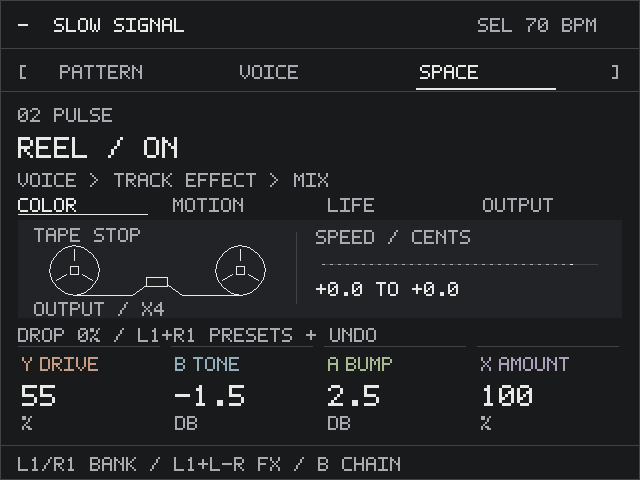 − SLOW SIGNAL SEL 70 BPM
[ PATTERN VOICE SPACE ]
02 PULSE
REEL / ON
VOICE > TRACK EFFECT > MIX
COLOR MOTION LIFE OUTPUT
TAPE STOP
SPEED / CENTS
+0.0 TO +0.0
OUTPUT / X4
DROP 0% / L1+R1 PRESETS + UNDO
Y DRIVE B TONE A BUMP X AMOUNT
55 -1.5 2.5 100
% DB DB %
L1/R1 BANK / L1+L-R FX / B CHAIN